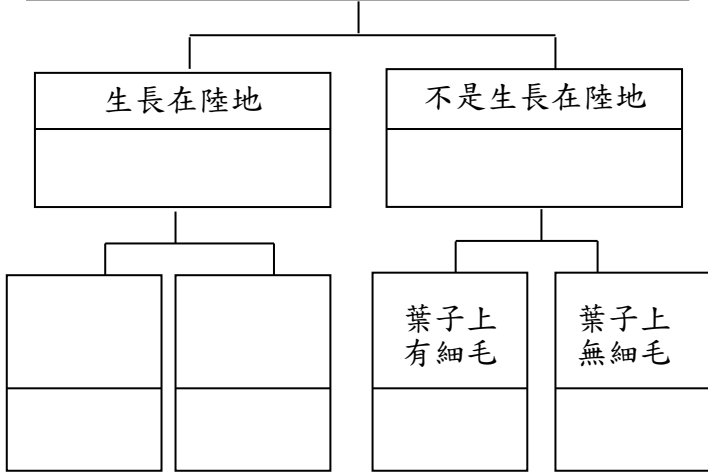 生長在陸地
不是生長在陸地
葉子上
有細毛
葉子上
無細毛